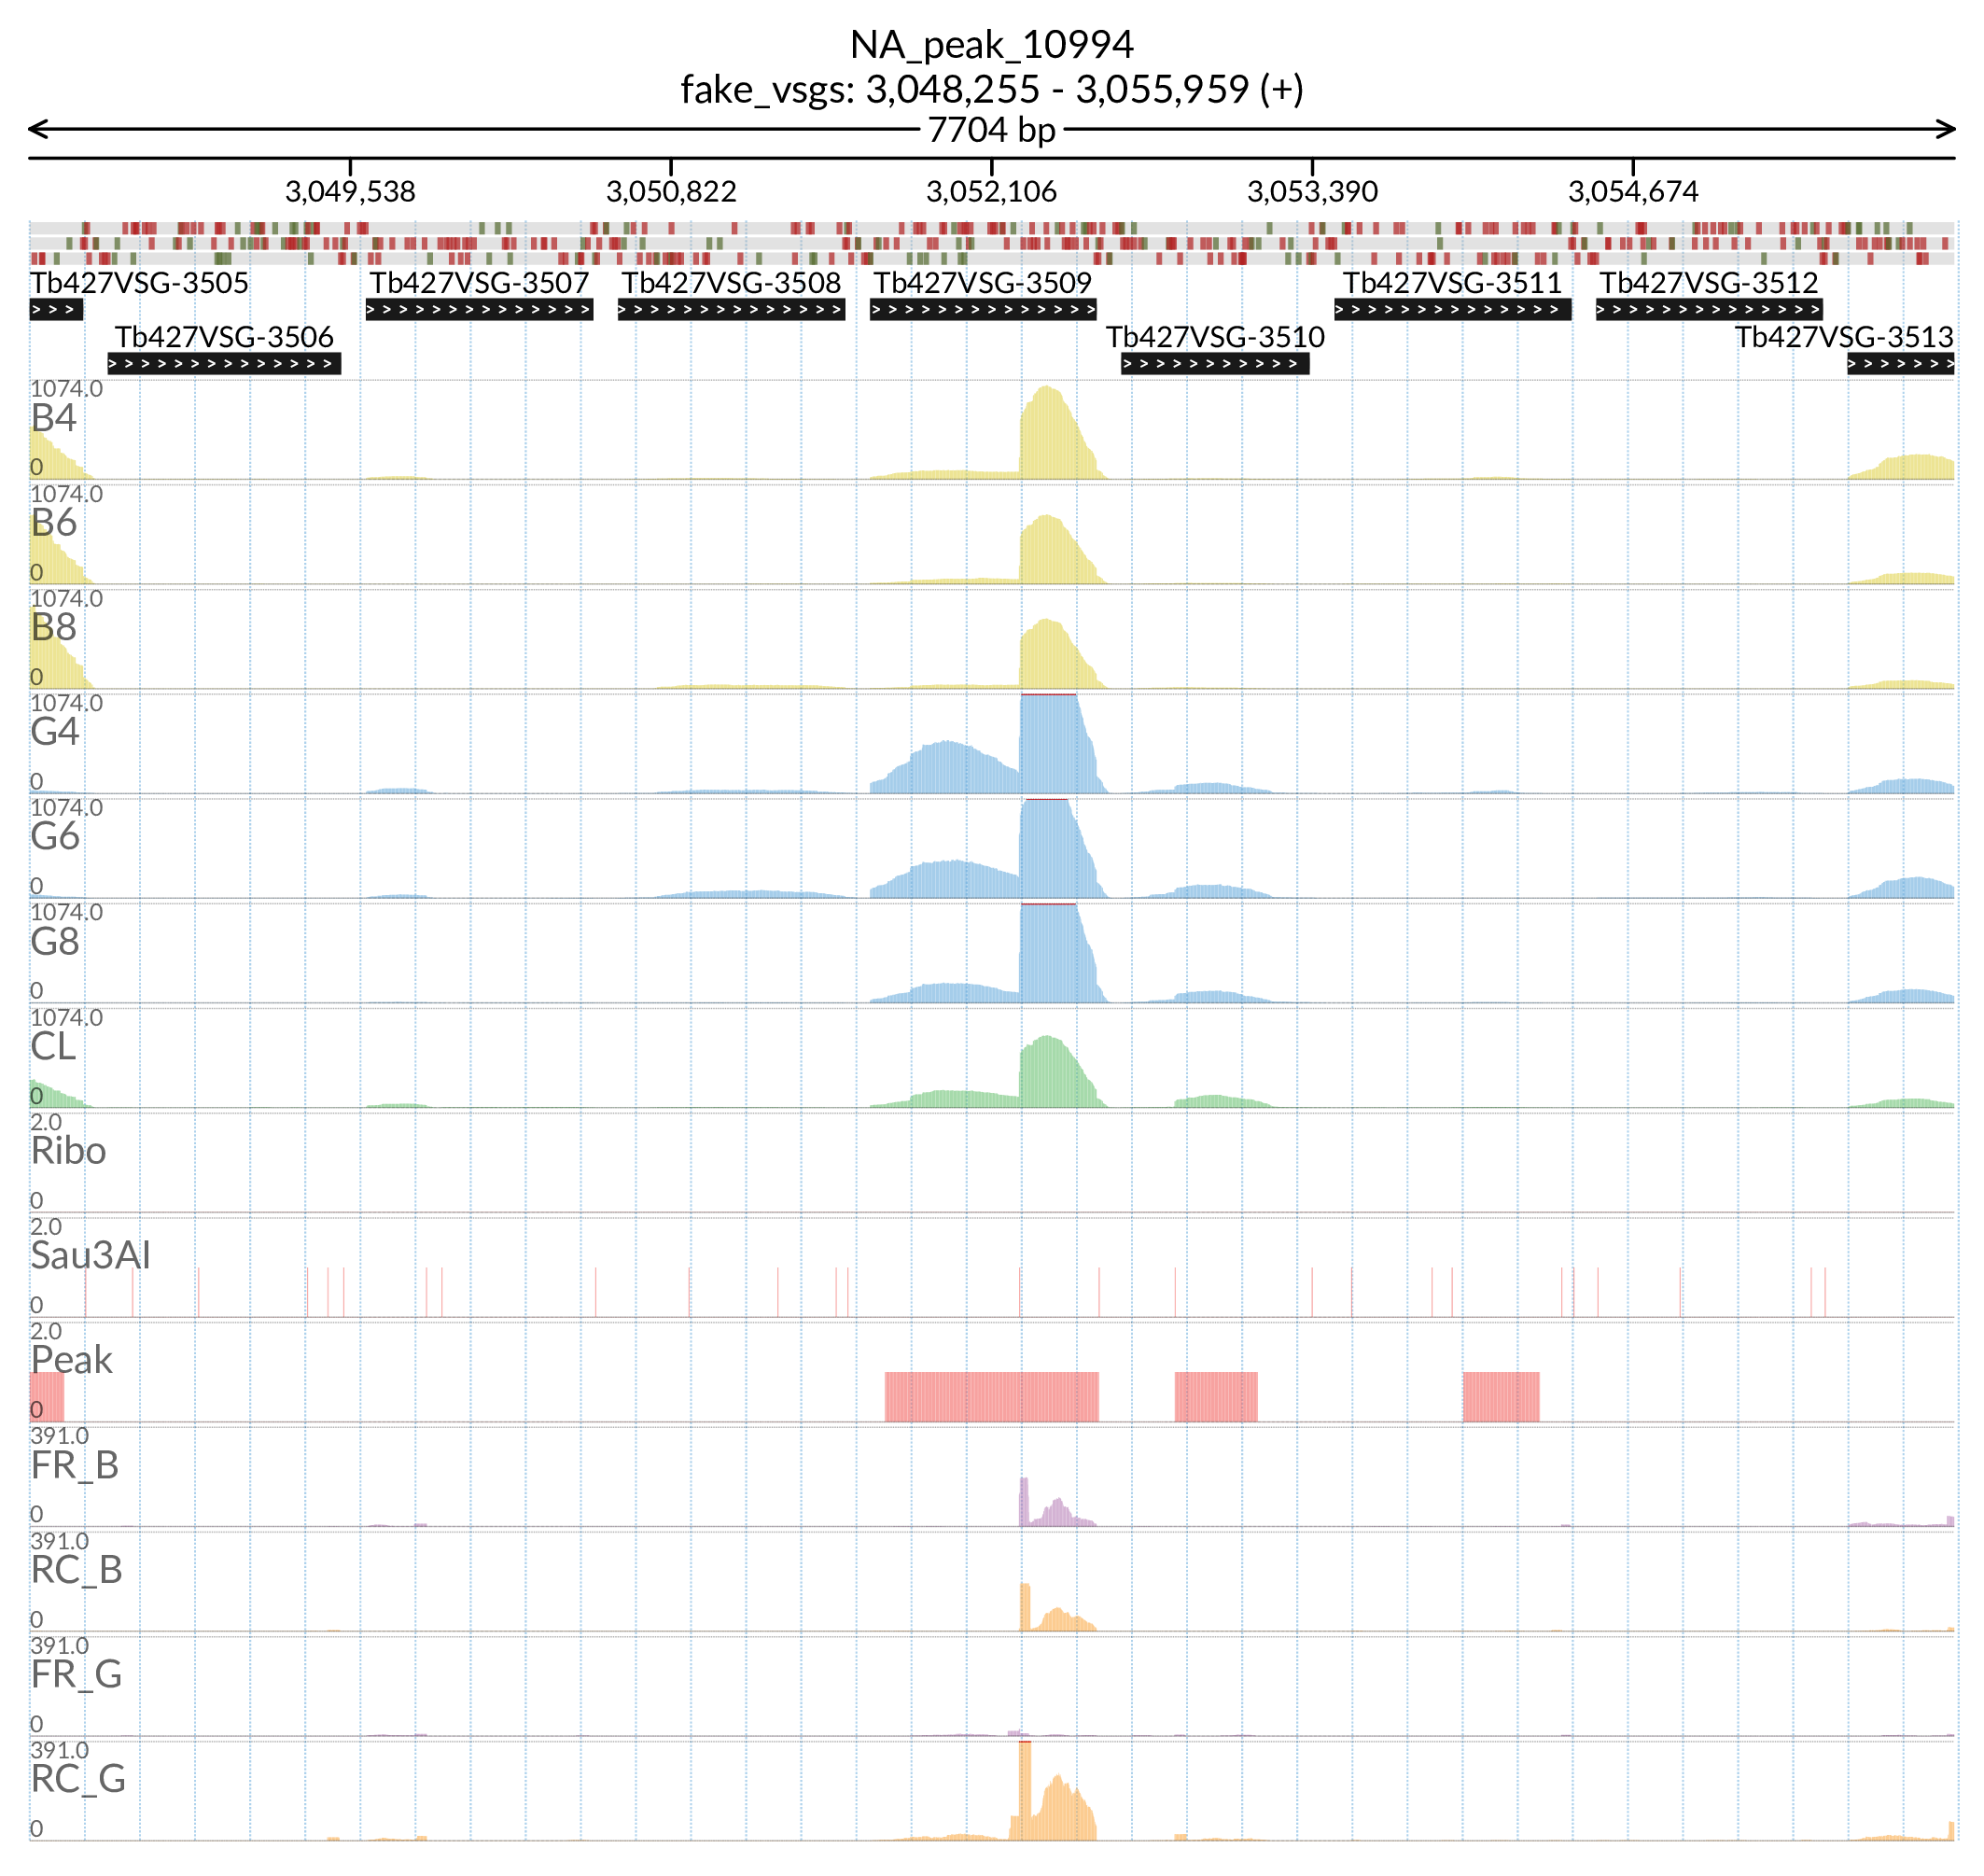 NA_peak_10994
fake_vsgs: 3,048,255 - 3,055,959 (+)
7704 bp
3,049,538 3,050,822 3,052,106 3,053,390 3,054,674
Tb427VSG-3505 Tb427VSG-3507 Tb427VSG-3508 Tb427VSG-3509 Tb427VSG-3511 Tb427VSG-3512
Tb427VSG-3506 Tb427VSG-3510 Tb427VSG-3513
1074.0
B4
0
1074.0
B6
0
1074.0
B8
0
1074.0
G4
0
1074.0
G6
0
1074.0
G8
0
1074.0
CL
0
2.0
Ribo
0
2.0
Sau3AI
0
2.0
Peak
0
391.0
FR_B
0
391.0
RC_B
0
391.0
FR_G
0
391.0
RC_G
0